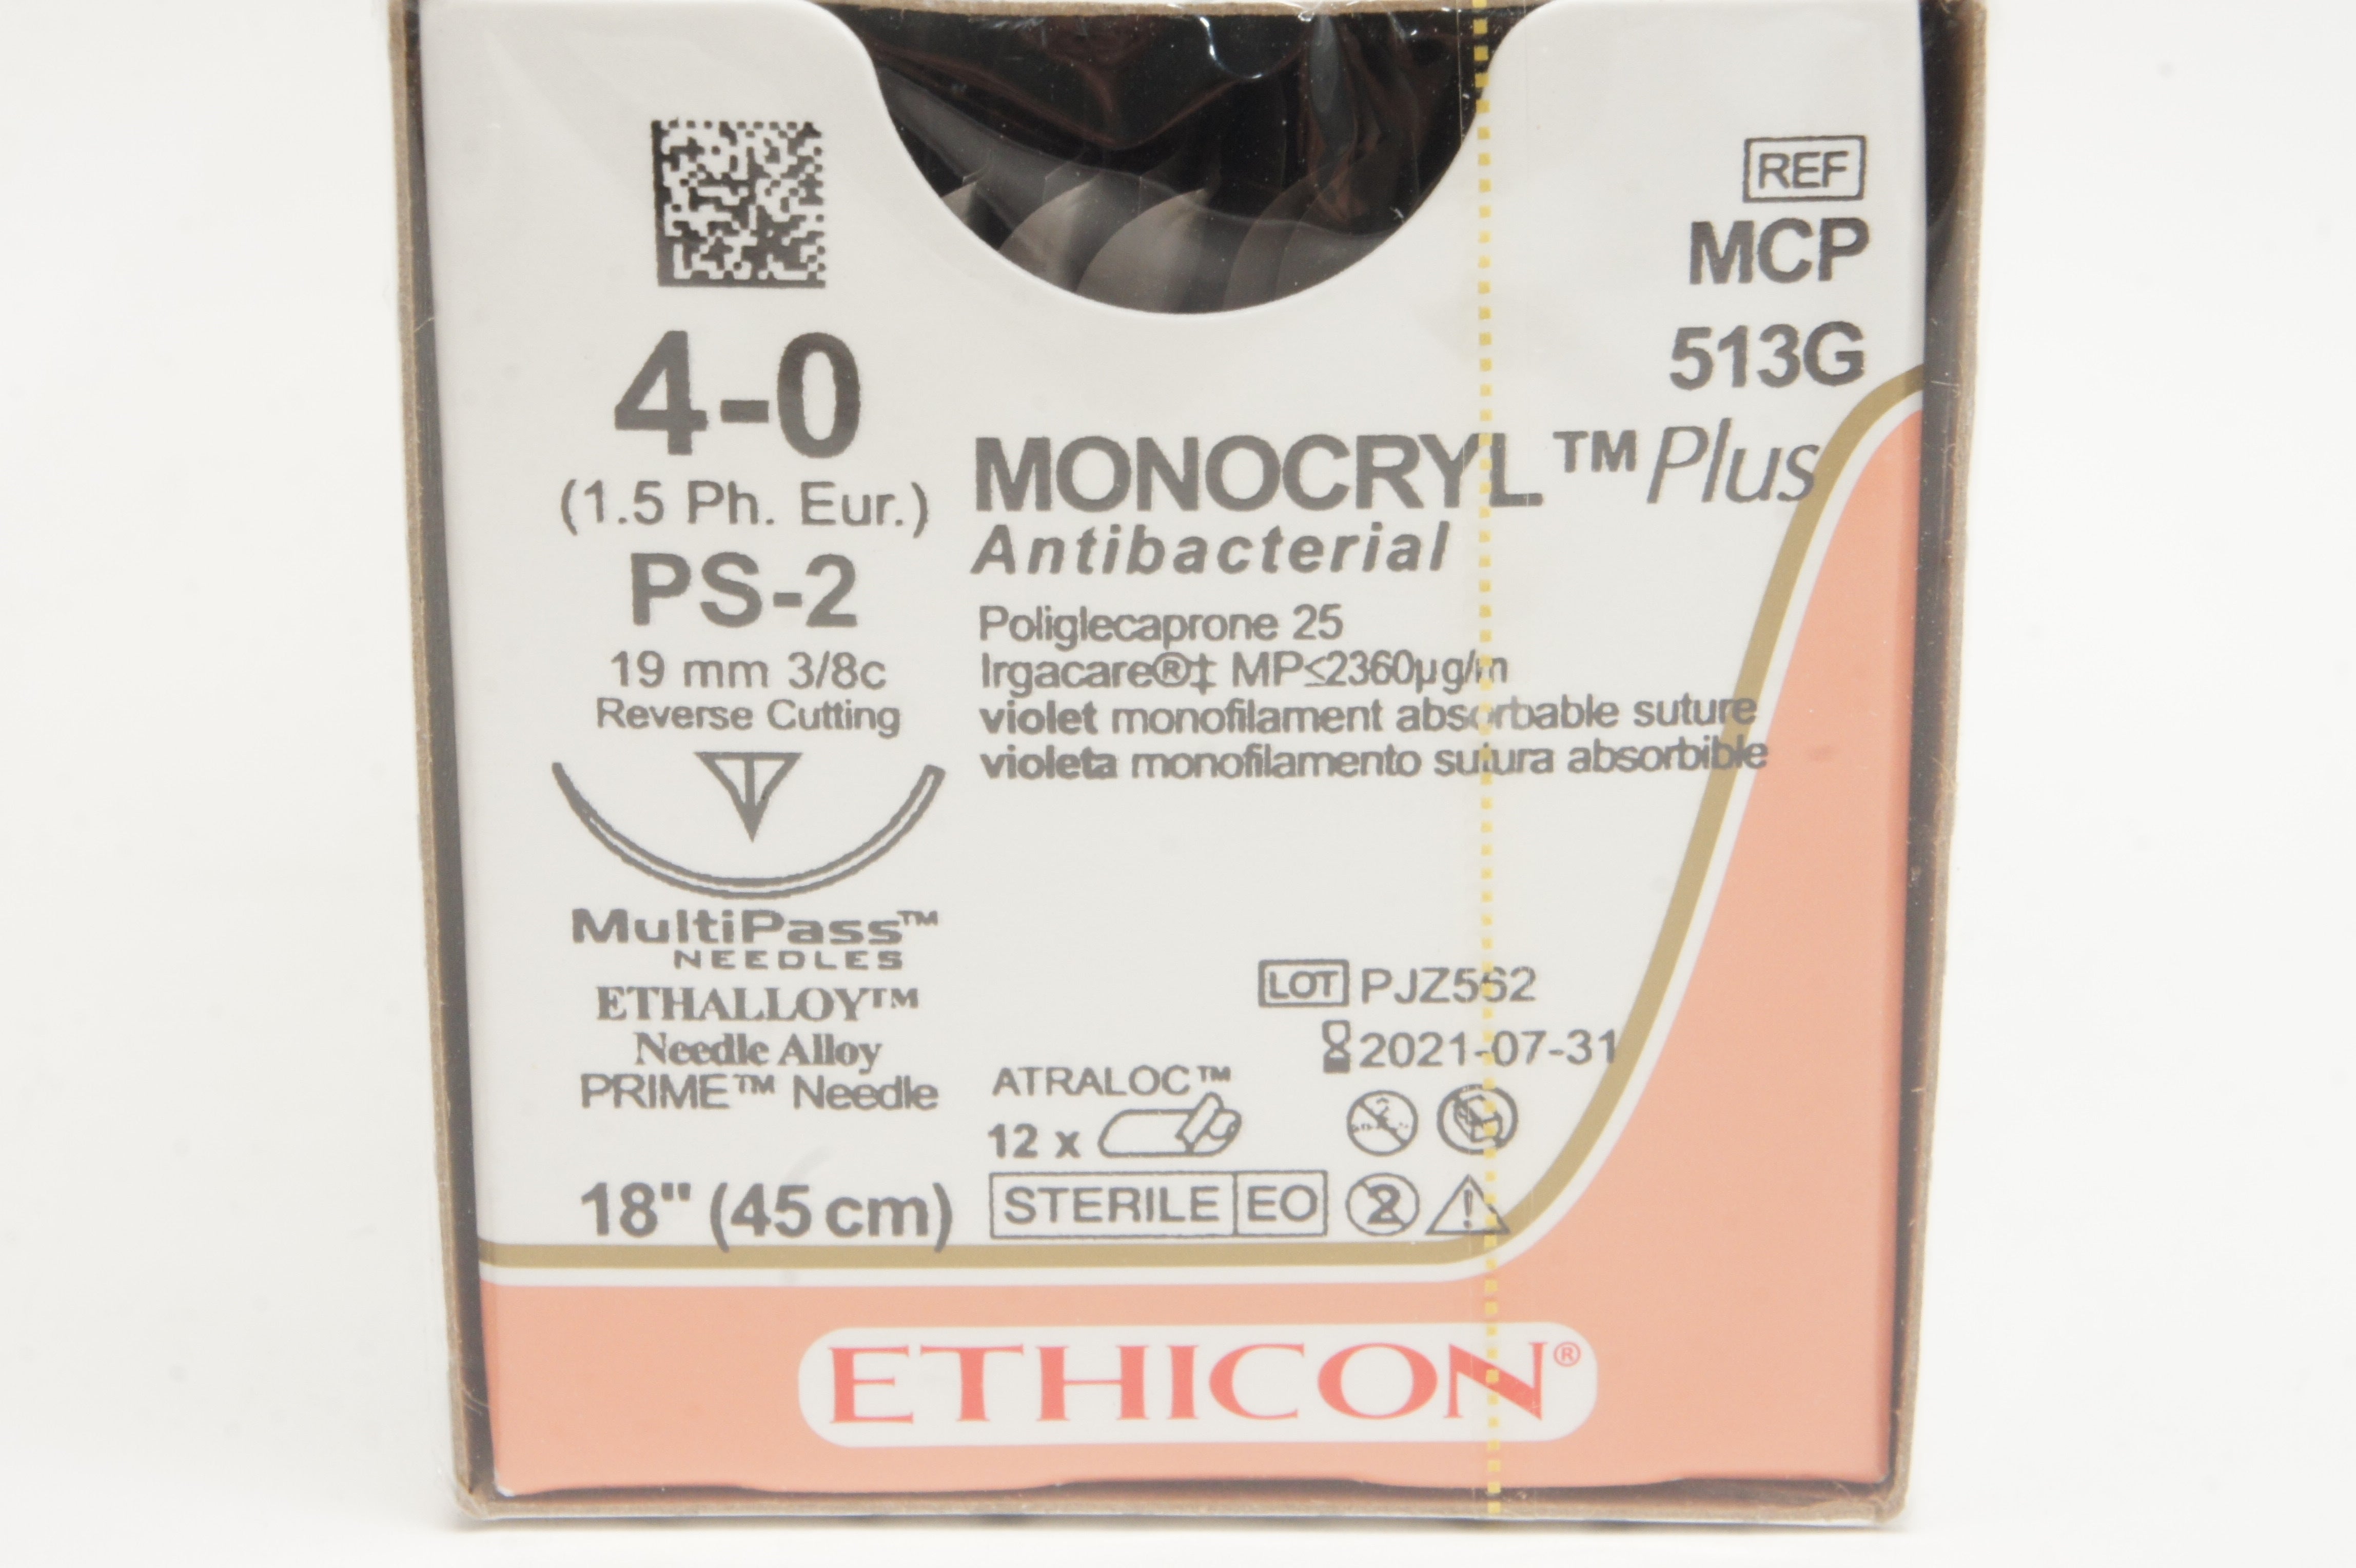 REF
MCP
513G
4-0
(1.5 Ph. Eur.)
PS-2
19 mm 3/8c
Reverse Cutting
MONOCRYL™ Plus
Antibacterial
Poliglecaprone 25
Irgacare®‡ MP≤2360µg/m
violet monofilament absorbable suture
violeta monofilamento sutura absorbible
MultiPass™
NEEDLES
ETHALLOY™
Needle Alloy
PRIME™ Needle
18" (45 cm)
LOT PJZ562
2021-07-31
ATRALOC™
12 x
STERILE EO
2
ETHICON®